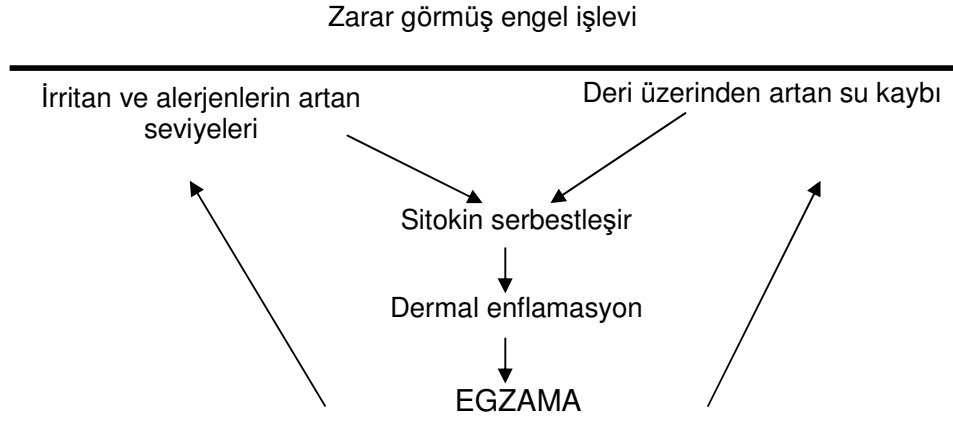 Zarar görmüş engel işlevi
İrritan ve alerjenlerin artan
seviyeleri
Deri üzerinden artan su kaybı
Sitokin serbestleşir
Dermal enflamasyon
EGZAMA